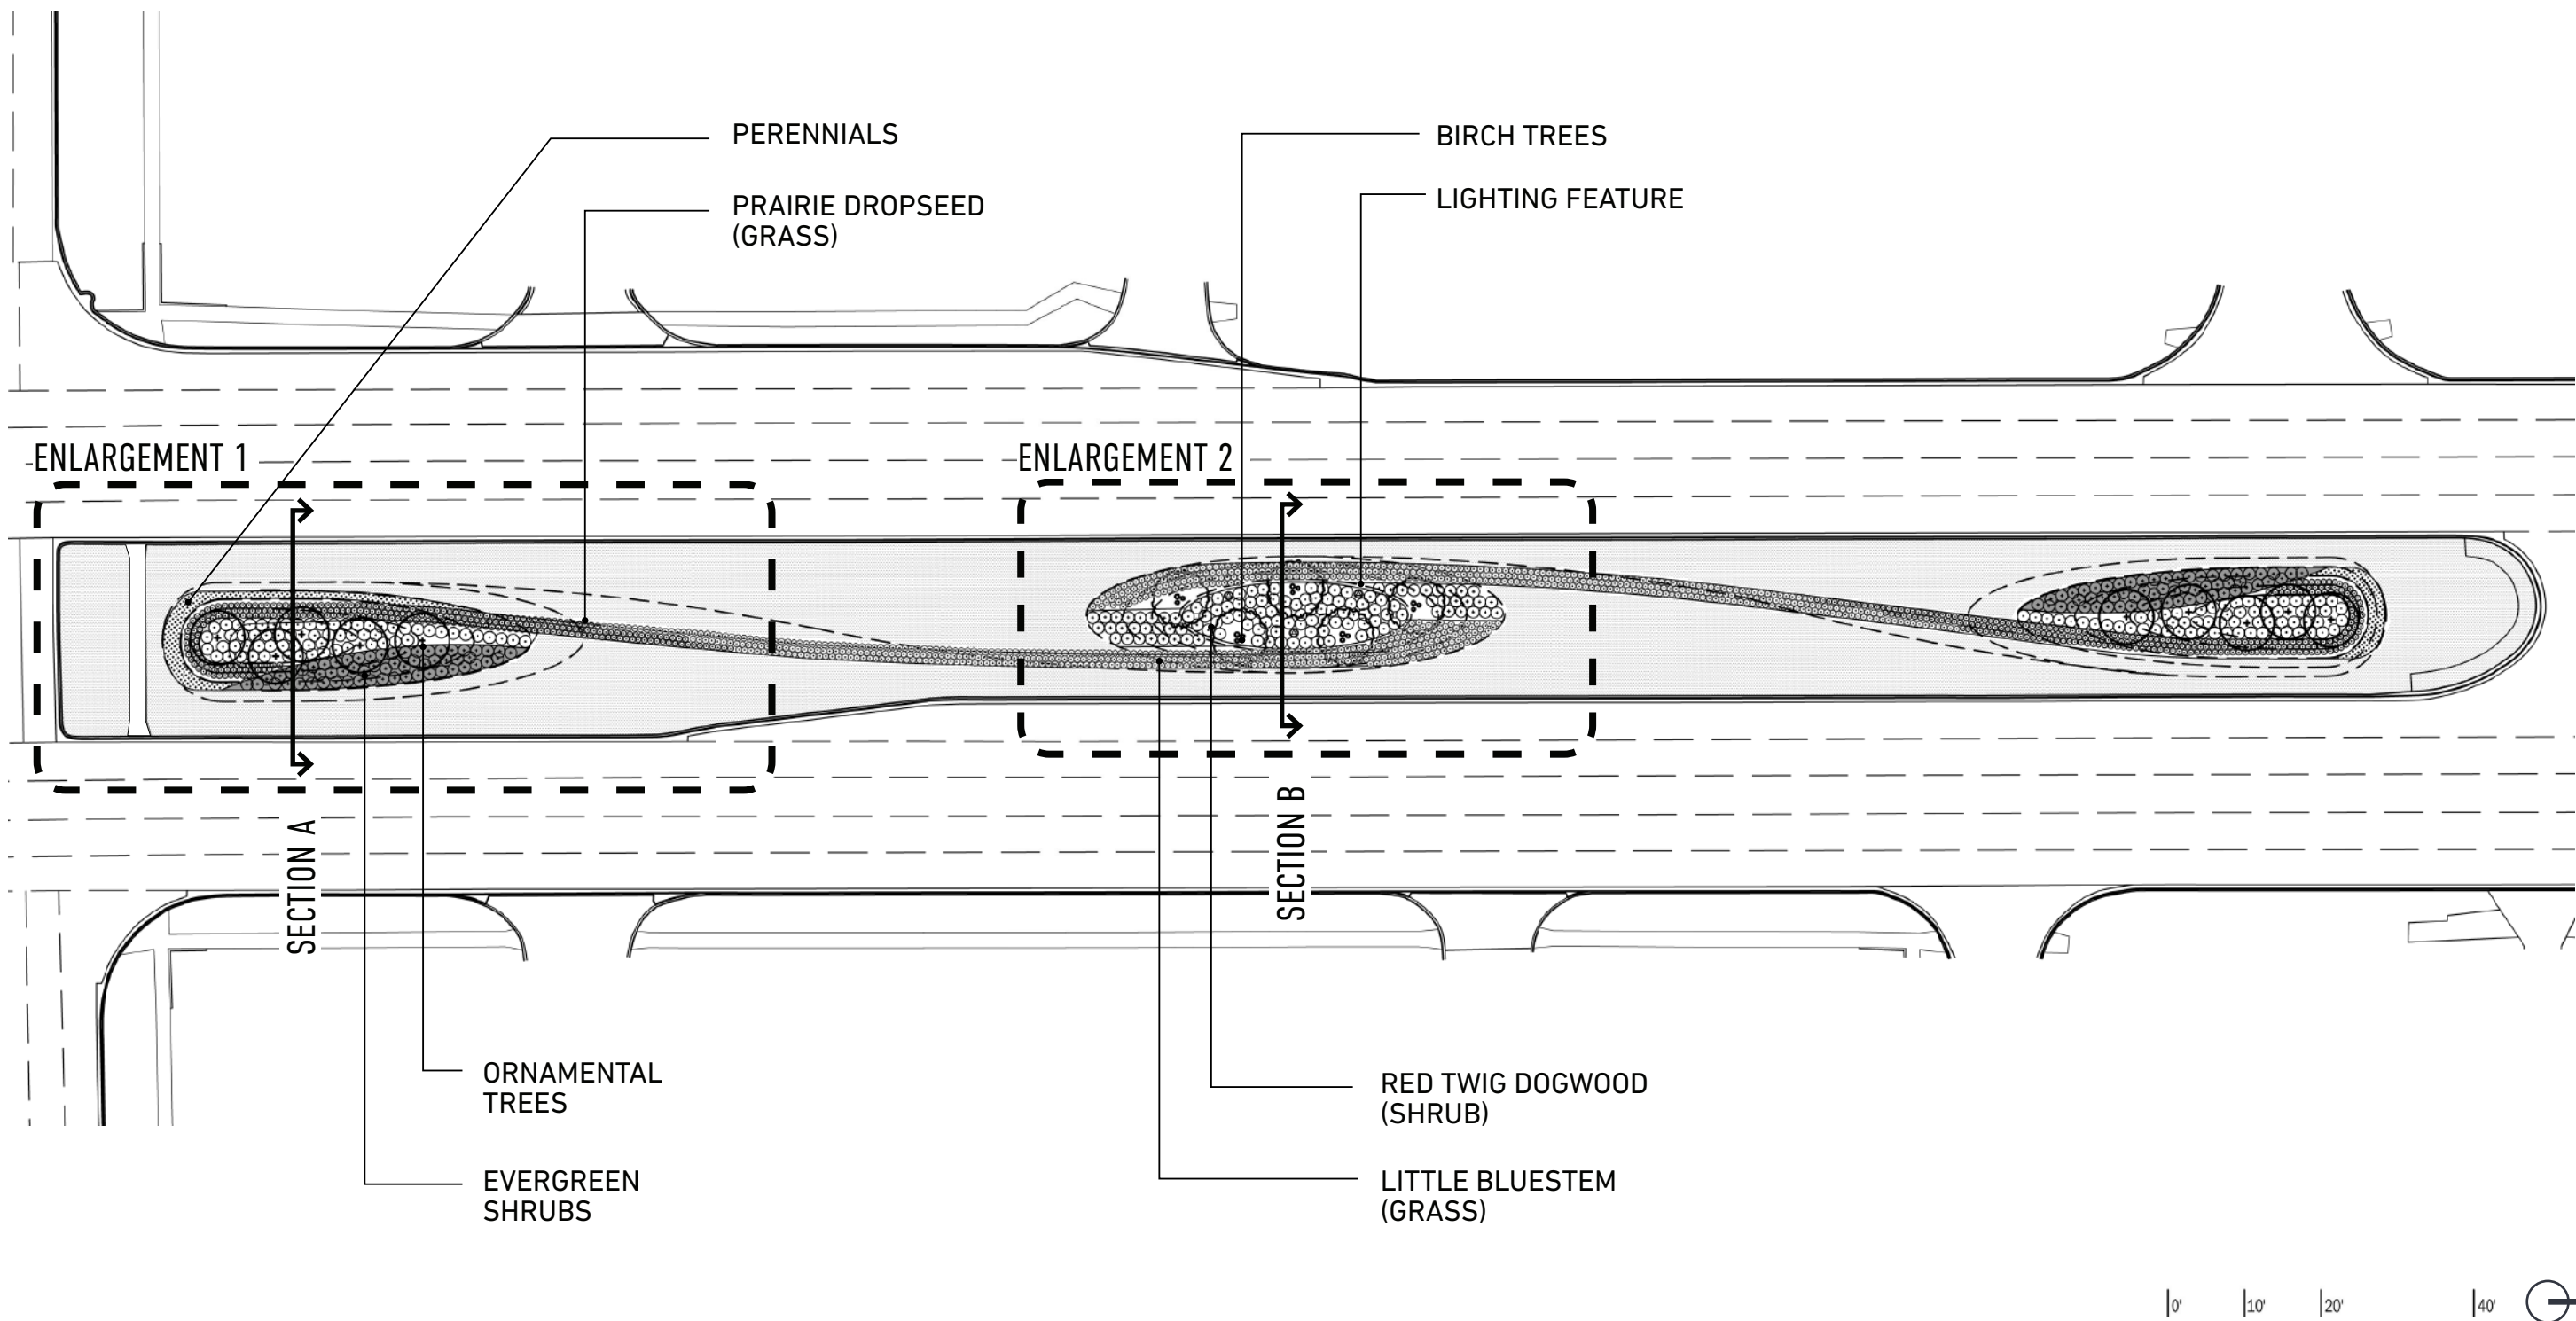 PERENNIALS
PRAIRIE DROPSEED
(GRASS)
BIRCH TREES
LIGHTING FEATURE
ENLARGEMENT 1
ENLARGEMENT 2
SECTION A
SECTION B
ORNAMENTAL
TREES
EVERGREEN
SHRUBS
RED TWIG DOGWOOD
(SHRUB)
LITTLE BLUESTEM
(GRASS)
0' 10' 20' 40'